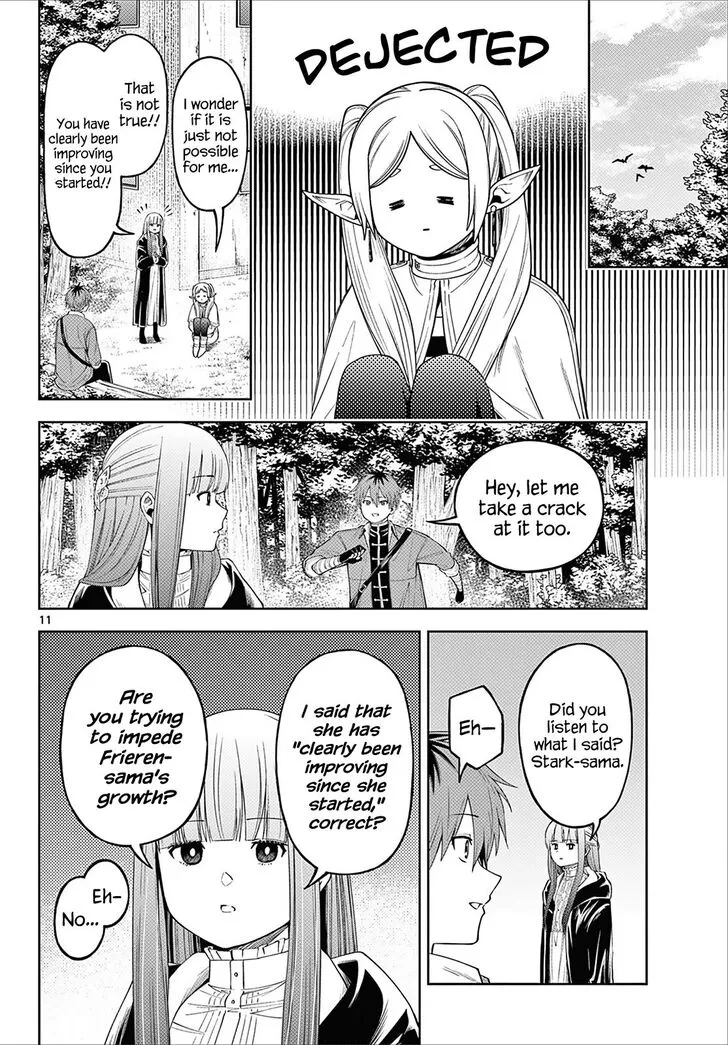 DEJECTED
I wonder
if it is
just not
possible
for me...
That
is not
true!!
You have
clearly been
improving
since you
started!!
Hey, let me
take a crack
at it too.
11
Did you
listen to
what I said?
Stark-sama.
Eh–
I said that
she has
"clearly been
improving
since she
started,"
correct?
Are
you trying
to impede
Frieren-
sama's
growth?
Eh–
No...